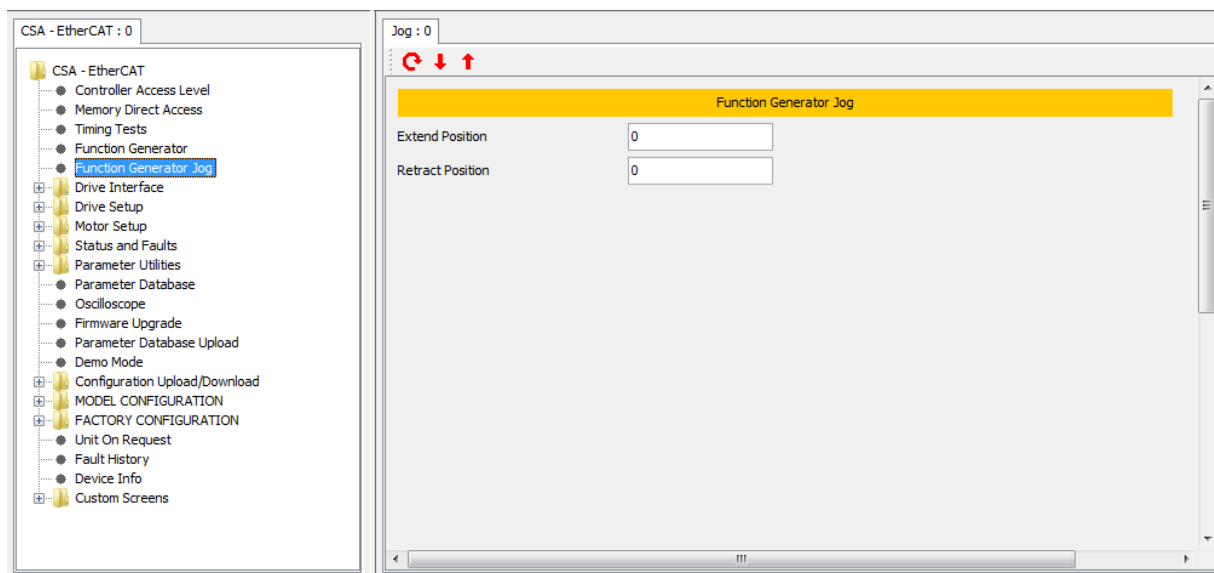 CSA - EtherCAT : 0
CSA - EtherCAT
Controller Access Level
Memory Direct Access
Timing Tests
Function Generator
Function Generator Jog
Drive Interface
Drive Setup
Motor Setup
Status and Faults
Parameter Utilities
Parameter Database
Oscilloscope
Firmware Upgrade
Parameter Database Upload
Demo Mode
Configuration Upload/Download
MODEL CONFIGURATION
FACTORY CONFIGURATION
Unit On Request
Fault History
Device Info
Custom Screens
Jog : 0
Function Generator Jog
Extend Position 0
Retract Position 0